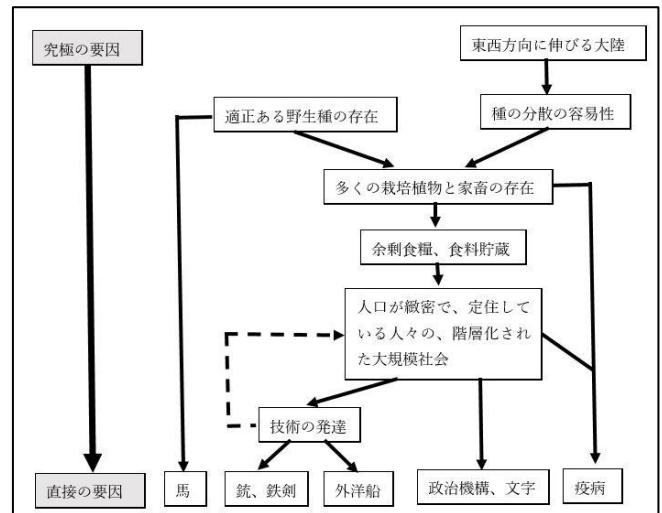 究極の要因
東西方向に伸びる大陸
適正ある野生種の存在
種の分散の容易性
多くの栽培植物と家畜の存在
余剰食糧、食料貯蔵
人口が緻密で、定住して
いる人々の、階層化され
た大規模社会
技術の発達
直接の要因
馬
銃、鉄剣
外洋船
政治機構、文字
疫病